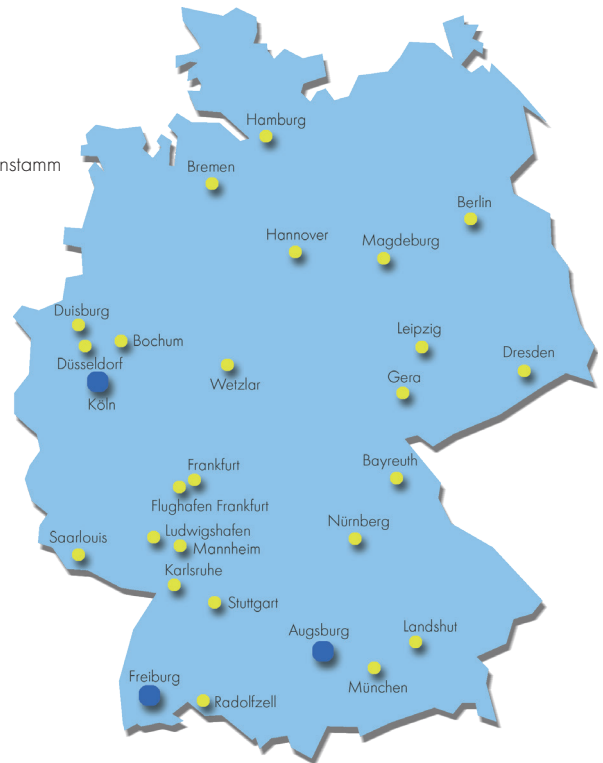 Hamburg
nstamm
Bremen
Berlin
Hannover
Magdeburg
Duisburg
Bochum
Leipzig
Düsseldorf
Dresden
Wetzlar
Gera
Köln
Bayreuth
Frankfurt
Flughafen Frankfurt
Nürnberg
Ludwigshafen
Saarlouis
Mannheim
Karlsruhe
Stuttgart
Augsburg
Landshut
Freiburg
München
Radolfzell